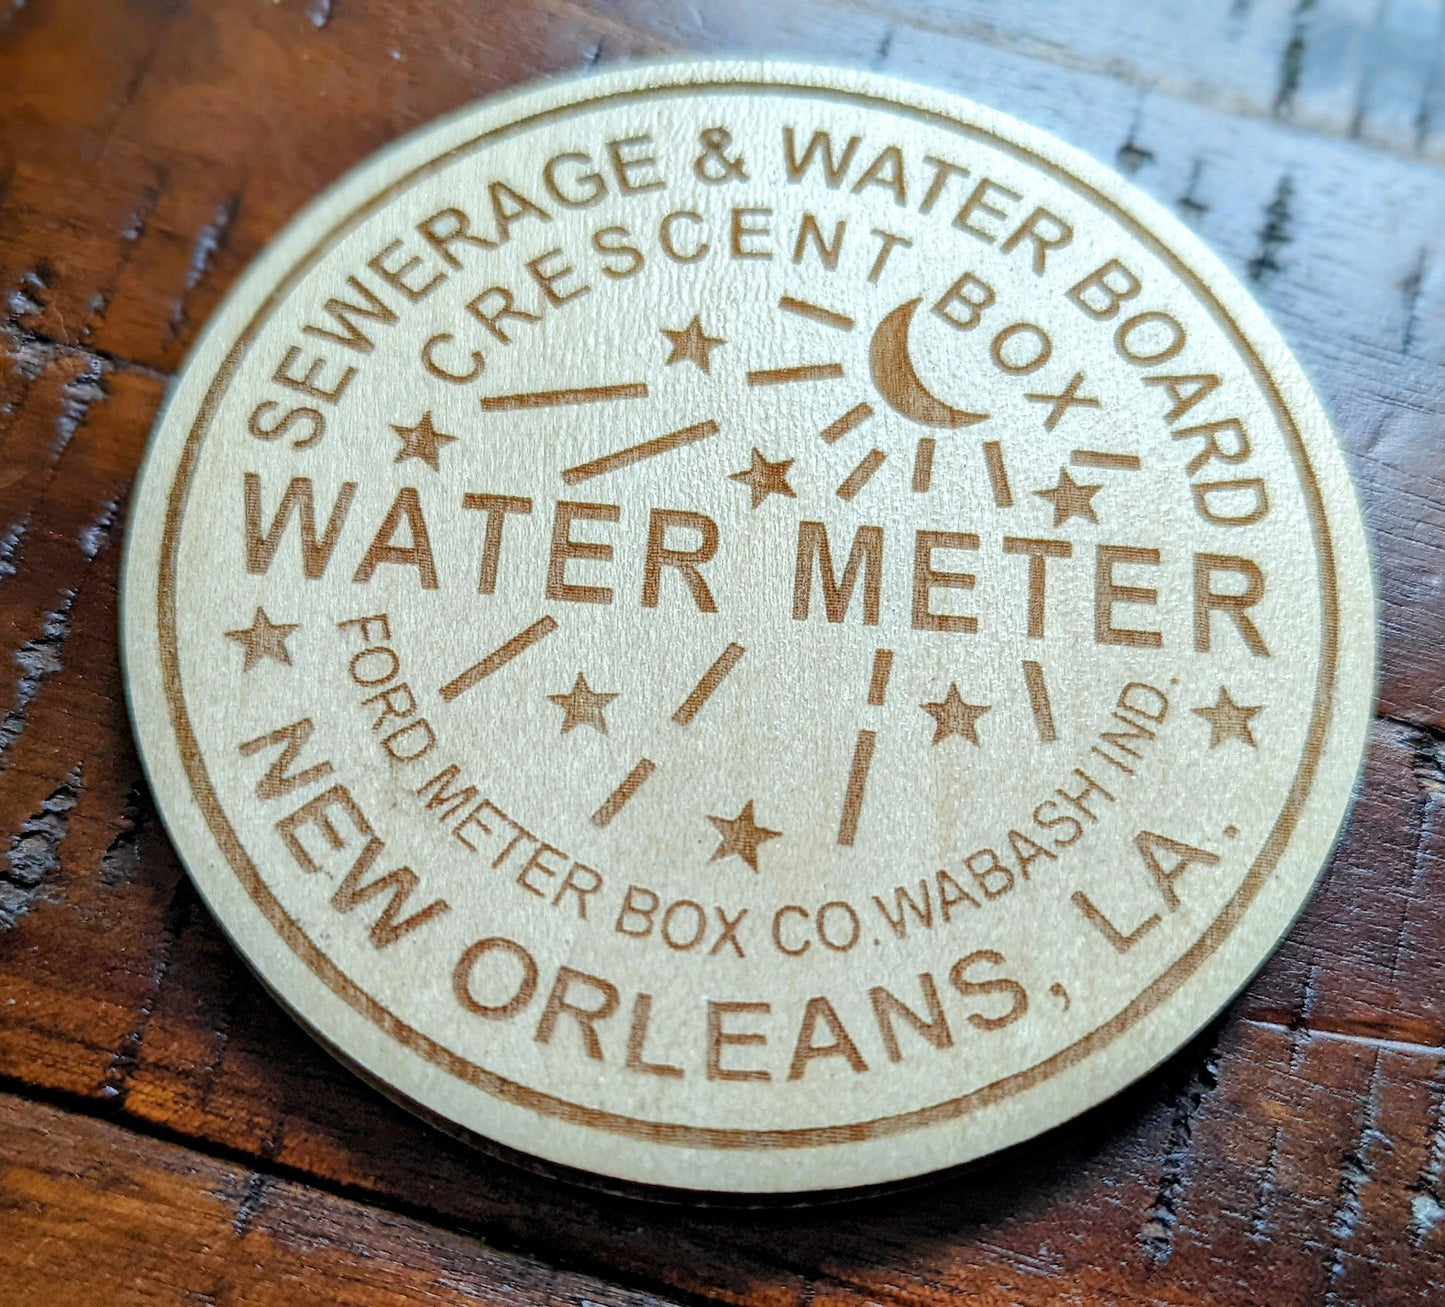 SEWERAGE & WATER BOARD
CRESCENT BOX
WATER METER
FORD METER BOX CO. WABASH IND.
NEW ORLEANS, LA.